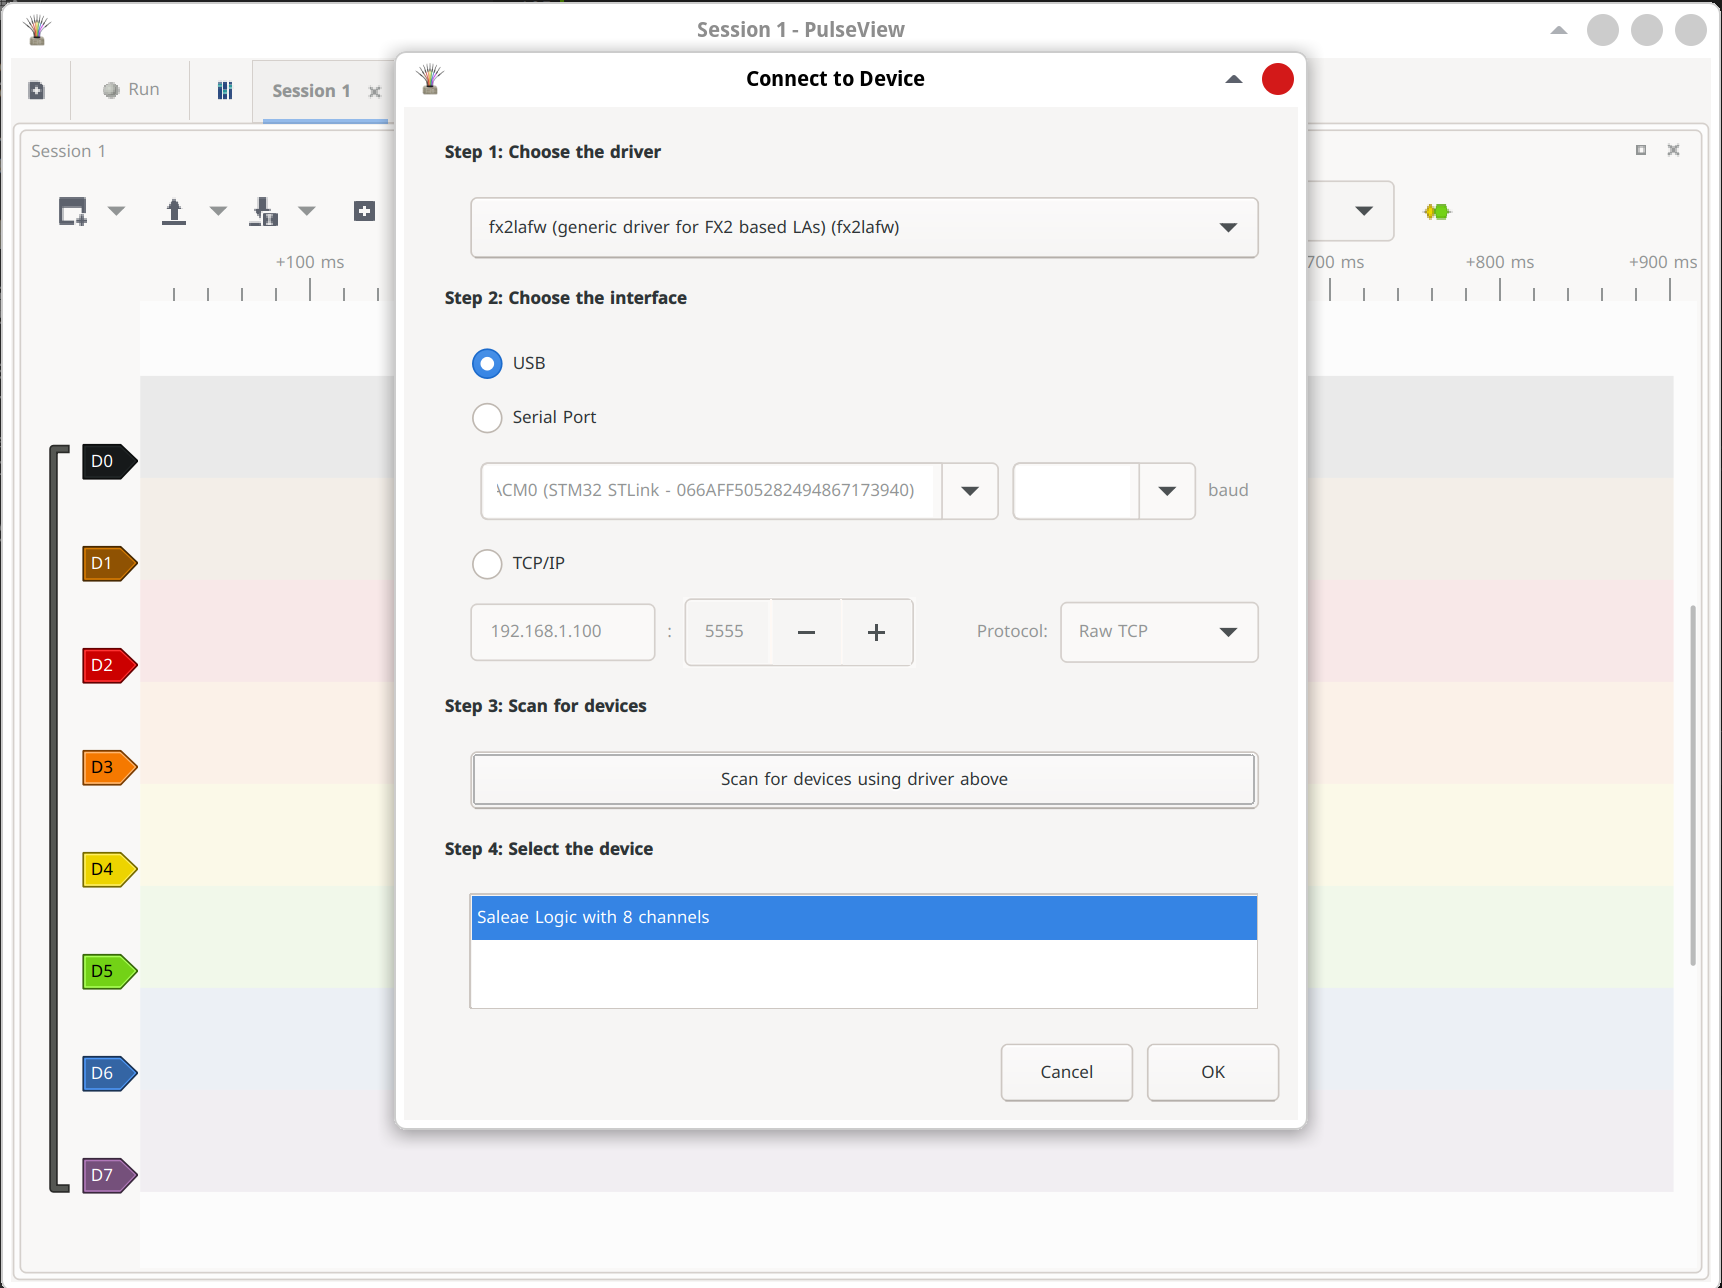 Session 1 - PulseView
Run
Session 1
Connect to Device
Session 1
Step 1: Choose the driver
fx2lafw (generic driver for FX2 based LAs) (fx2lafw)
+100 ms
700 ms
+800 ms
+900 ms
Step 2: Choose the interface
USB
Serial Port
ACM0 (STM32 STLink - 066AFF505282494867173940)
baud
TCP/IP
192.168.1.100 : 5555
Protocol: Raw TCP
Step 3: Scan for devices
Scan for devices using driver above
Step 4: Select the device
Saleae Logic with 8 channels
Cancel
OK
D0
D1
D2
D3
D4
D5
D6
D7